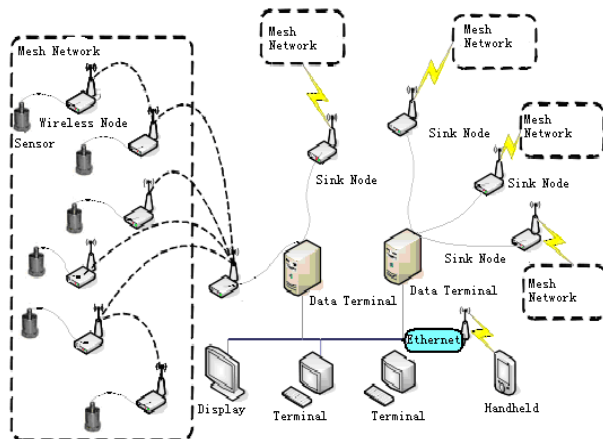 Mesh Network
Wireless Node
Sensor
Mesh
Network
Sink Node
Mesh
Network
Sink Node
Mesh
Network
Sink Node
Sink Node
Mesh
Network
Data Terminal
Data Terminal
Ethernet
Display
Terminal
Terminal
Handheld